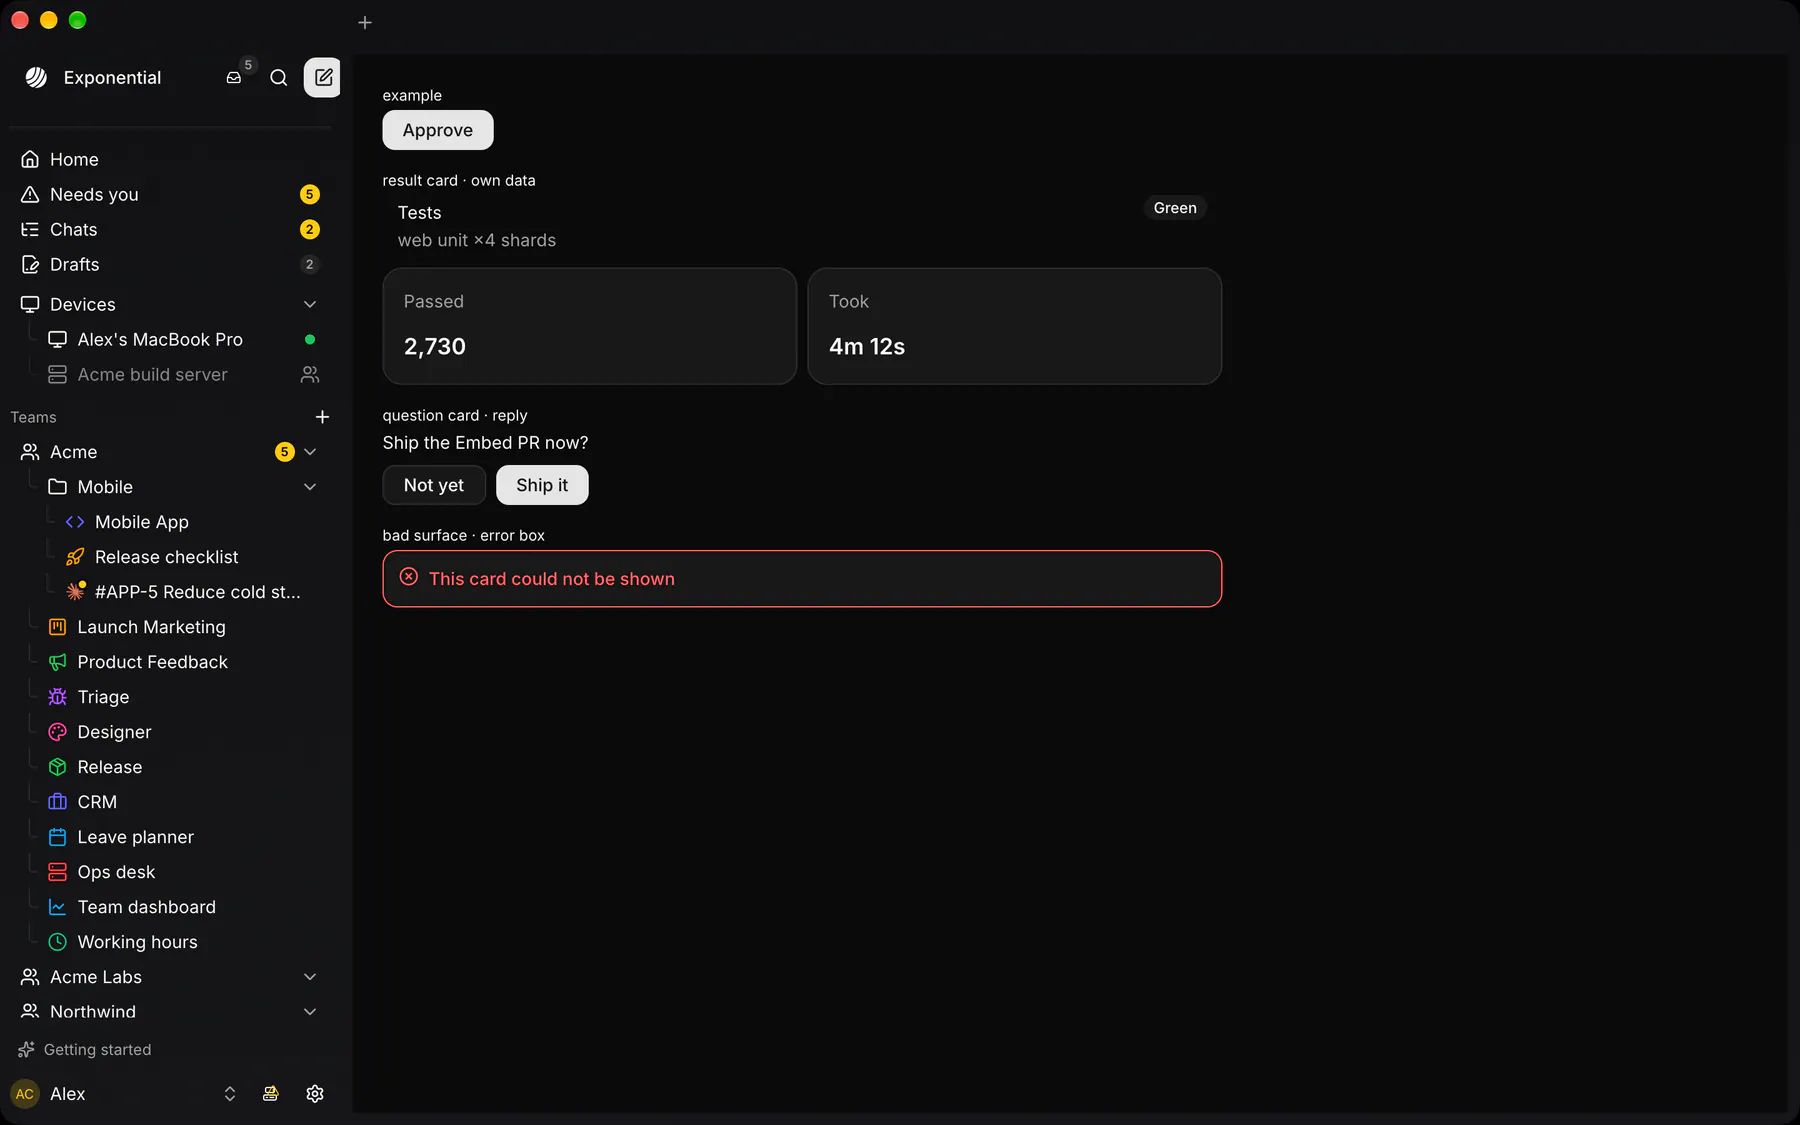 Exponential
5
Home
Needs you
5
Chats
2
Drafts
2
Devices
Alex's MacBook Pro
Acme build server
Teams
Acme
5
Mobile
Mobile App
Release checklist
#APP-5 Reduce cold st...
Launch Marketing
Product Feedback
Triage
Designer
Release
CRM
Leave planner
Ops desk
Team dashboard
Working hours
Acme Labs
Northwind
Getting started
AC
Alex
example
Approve
result card · own data
Tests
Green
web unit ×4 shards
Passed
2,730
Took
4m 12s
question card · reply
Ship the Embed PR now?
Not yet
Ship it
bad surface · error box
This card could not be shown